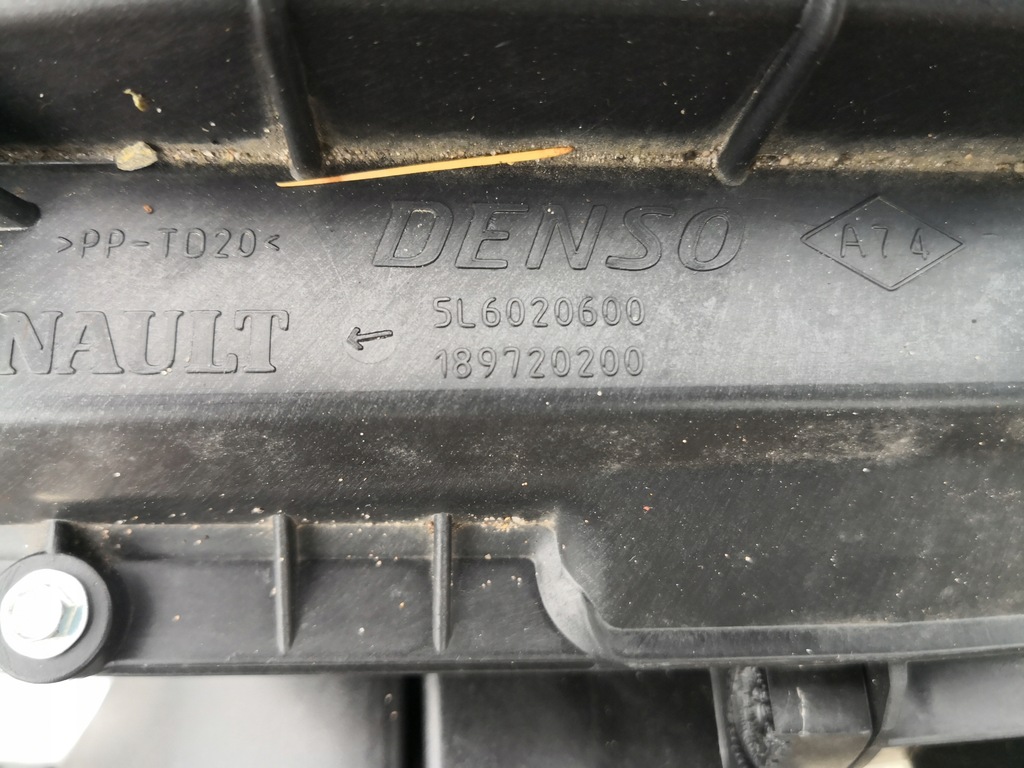 >PP-TD20< DENSO A74
NAULT 5L6020600
189720200